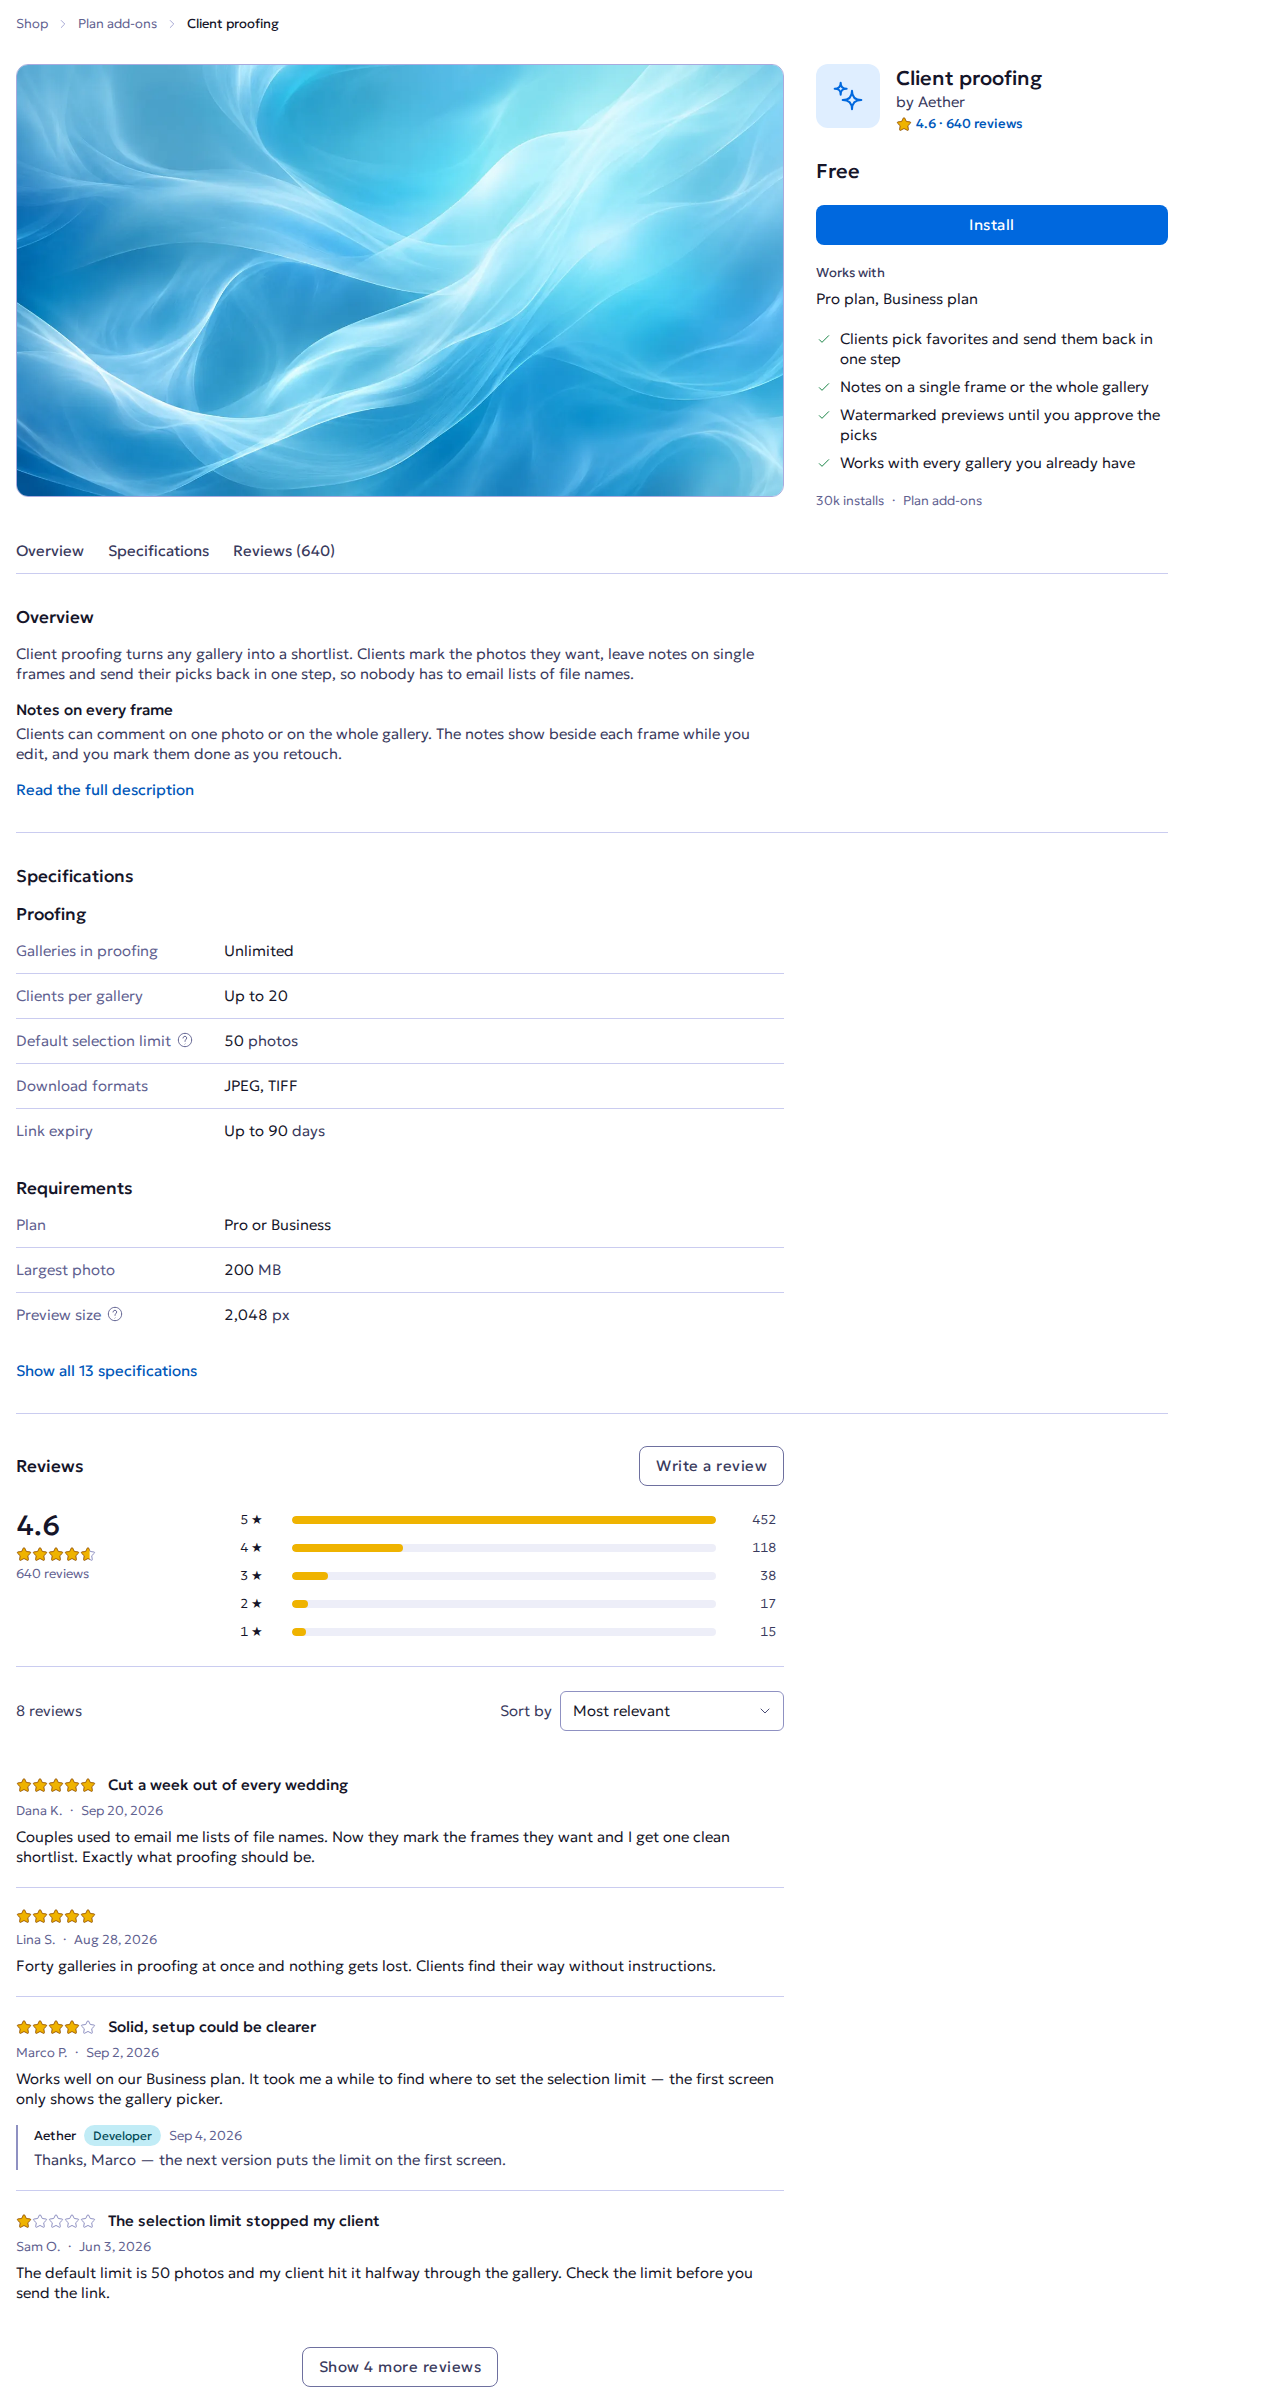 Shop
Plan add-ons
Client proofing
Client proofing
by Aether
4.6 · 640 reviews
Free
Install
Works with
Pro plan, Business plan
Clients pick favorites and send them back in
one step
Notes on a single frame or the whole gallery
Watermarked previews until you approve the
picks
Works with every gallery you already have
30k installs · Plan add-ons
Overview
Specifications
Reviews (640)
Overview
Client proofing turns any gallery into a shortlist. Clients mark the photos they want, leave notes on single
frames and send their picks back in one step, so nobody has to email lists of file names.
Notes on every frame
Clients can comment on one photo or on the whole gallery. The notes show beside each frame while you
edit, and you mark them done as you retouch.
Read the full description
Specifications
Proofing
Galleries in proofing Unlimited
Clients per gallery Up to 20
Default selection limit 50 photos
Download formats JPEG, TIFF
Link expiry Up to 90 days
Requirements
Plan Pro or Business
Largest photo 200 MB
Preview size 2,048 px
Show all 13 specifications
Reviews
Write a review
4.6
640 reviews
5 ★ 452
4 ★ 118
3 ★ 38
2 ★ 17
1 ★ 15
8 reviews
Sort by Most relevant
Cut a week out of every wedding
Dana K. · Sep 20, 2026
Couples used to email me lists of file names. Now they mark the frames they want and I get one clean
shortlist. Exactly what proofing should be.
Lina S. · Aug 28, 2026
Forty galleries in proofing at once and nothing gets lost. Clients find their way without instructions.
Solid, setup could be clearer
Marco P. · Sep 2, 2026
Works well on our Business plan. It took me a while to find where to set the selection limit — the first screen
only shows the gallery picker.
Aether Developer Sep 4, 2026
Thanks, Marco — the next version puts the limit on the first screen.
The selection limit stopped my client
Sam O. · Jun 3, 2026
The default limit is 50 photos and my client hit it halfway through the gallery. Check the limit before you
send the link.
Show 4 more reviews